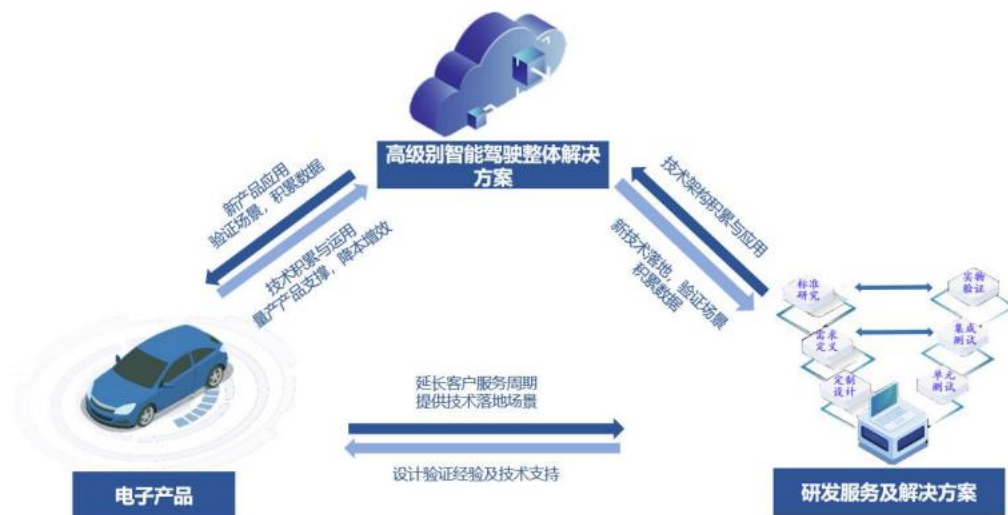 高级别智能驾驶整体解决
方案
新产品应用
验证场景，积累数据
技术积累与运用
量产产品支撑，降本增效
技术架构积累与应用
新技术落地，验证场景
积累数据
标准
研究
实物
验证
需求
定义
集成
测试
定制
设计
单元
测试
延长客户服务周期
提供技术落地场景
设计验证经验及技术支持
电子产品
研发服务及解决方案